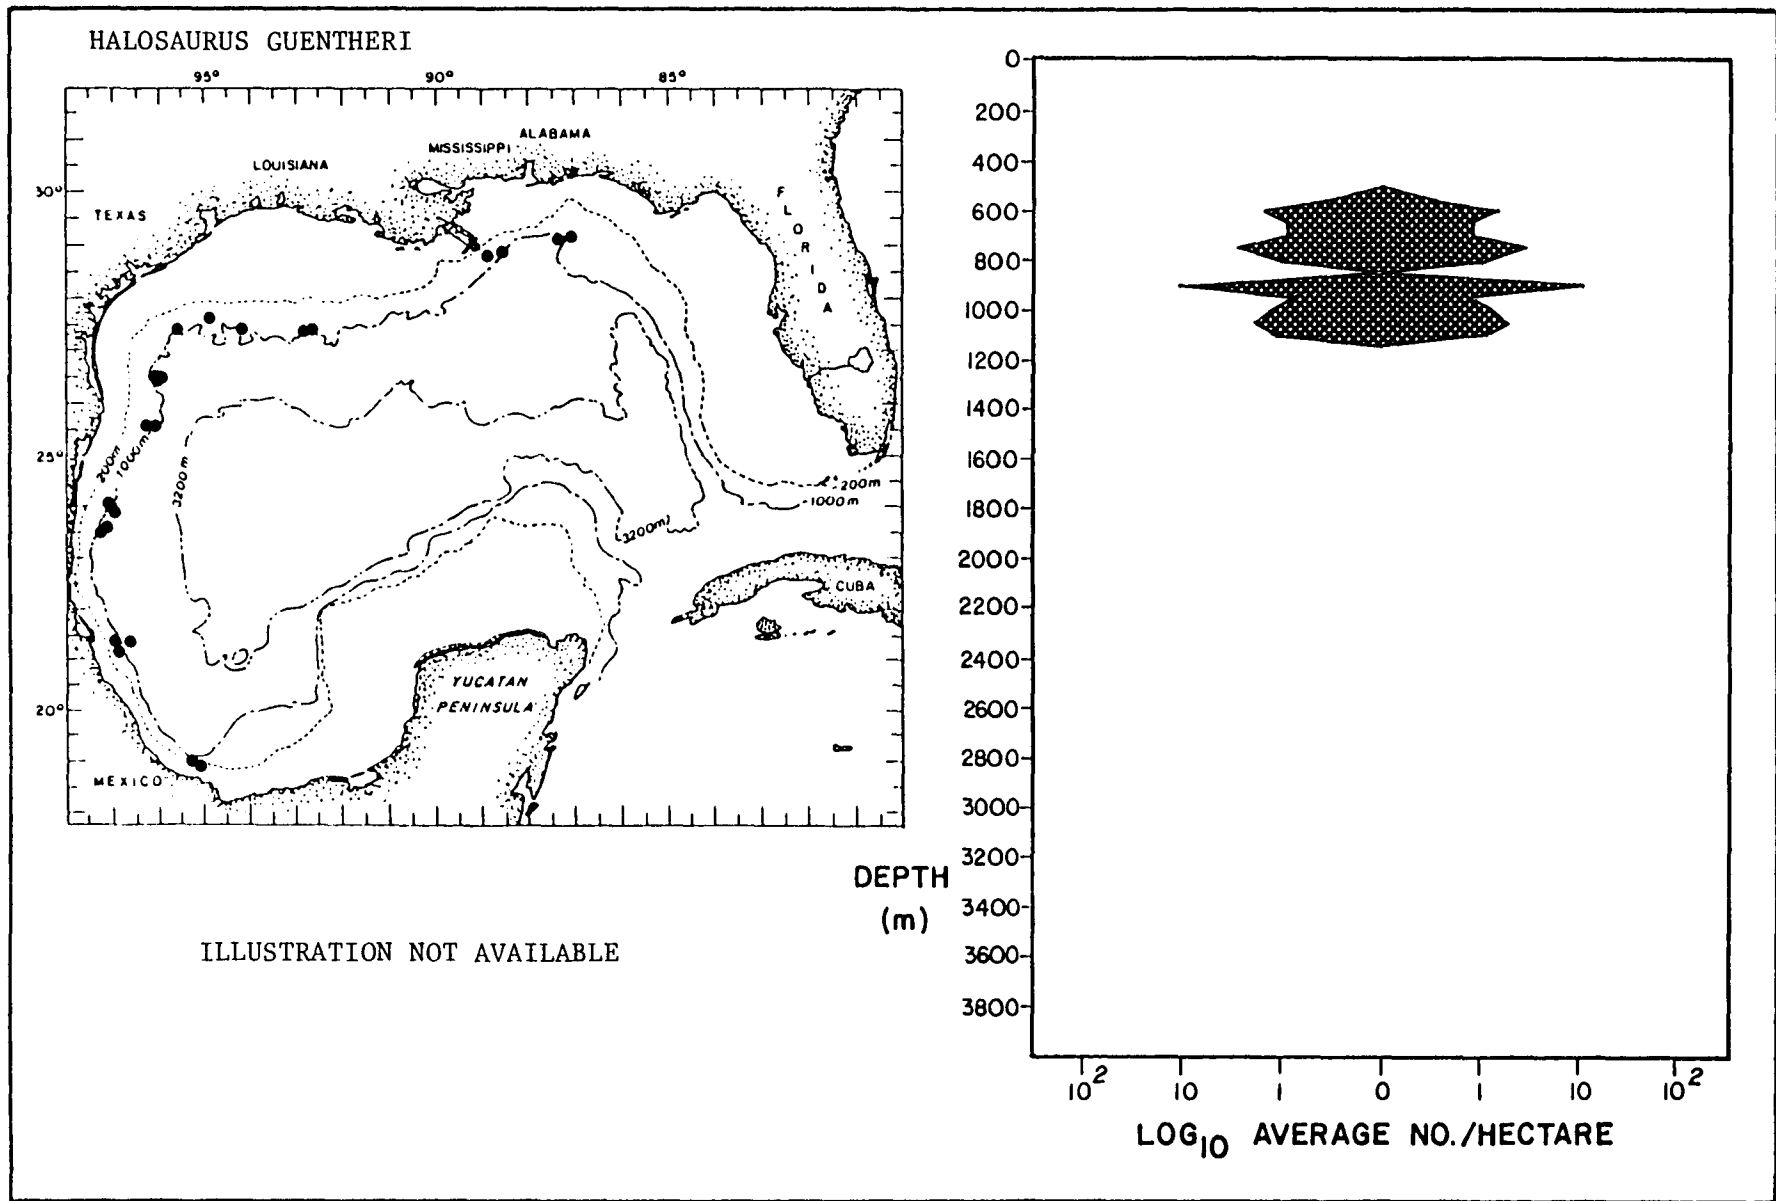 HALOSAURUS GUENTHERI
95° 90° 85°
ALABAMA
MISSISSIPPI
LOUISIANA
30°
TEXAS
FLORIDA
25°
200m
1000m
3200m
200m
1000m
3200m
CUBA
YUCATAN
PENINSULA
20°
MEXICO
ILLUSTRATION NOT AVAILABLE
DEPTH
(m)
0
200
400
600
800
1000
1200
1400
1600
1800
2000
2200
2400
2600
2800
3000
3200
3400
3600
3800
10² 10 1 0 1 10 10²
LOG₁₀ AVERAGE NO./HECTARE